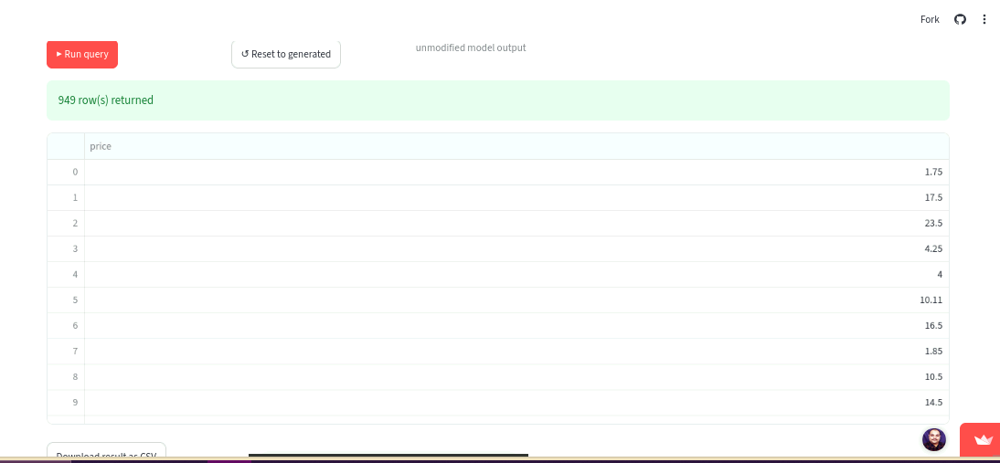 Fork
▸ Run query
↺ Reset to generated
unmodified model output
949 row(s) returned
price
0 1.75
1 17.5
2 23.5
3 4.25
4 4
5 10.11
6 16.5
7 1.85
8 10.5
9 14.5
Download result as CSV